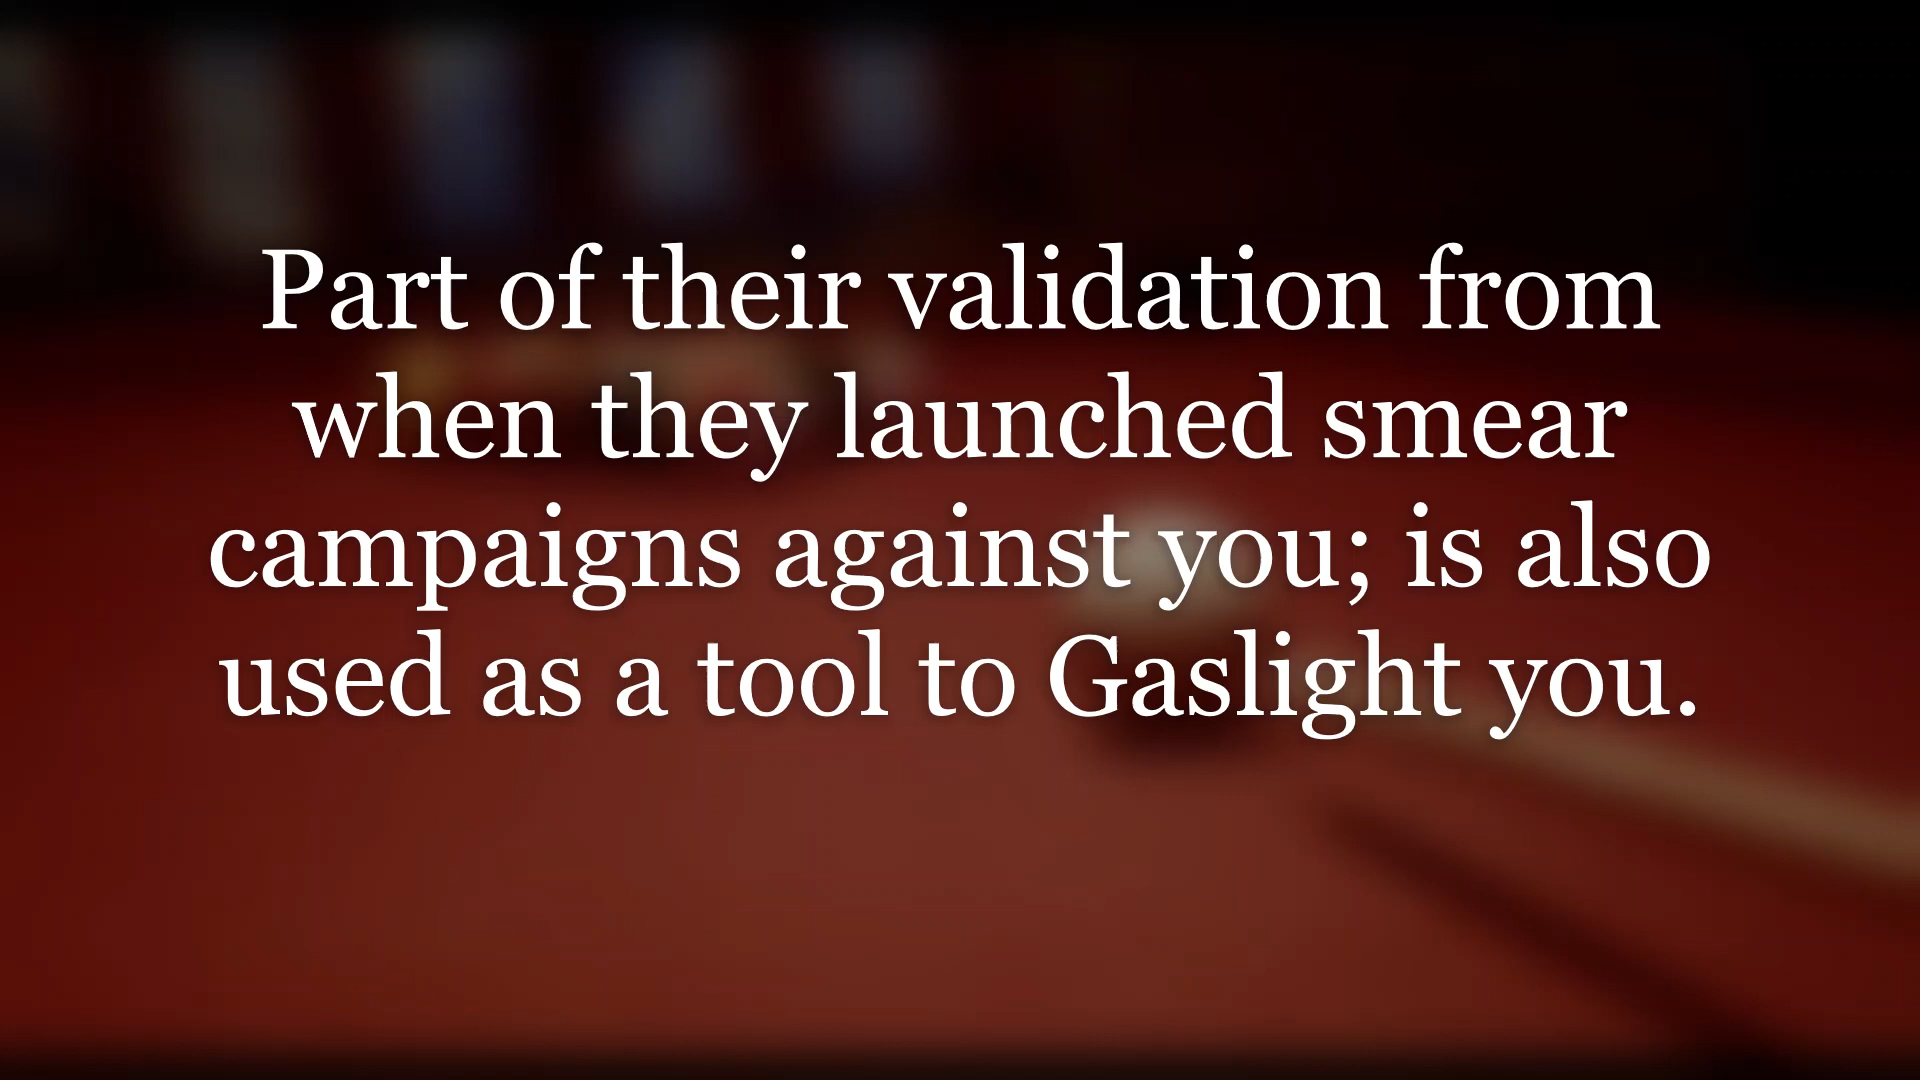 Part of their validation from
when they launched smear
campaigns against you; is also
used as a tool to Gaslight you.